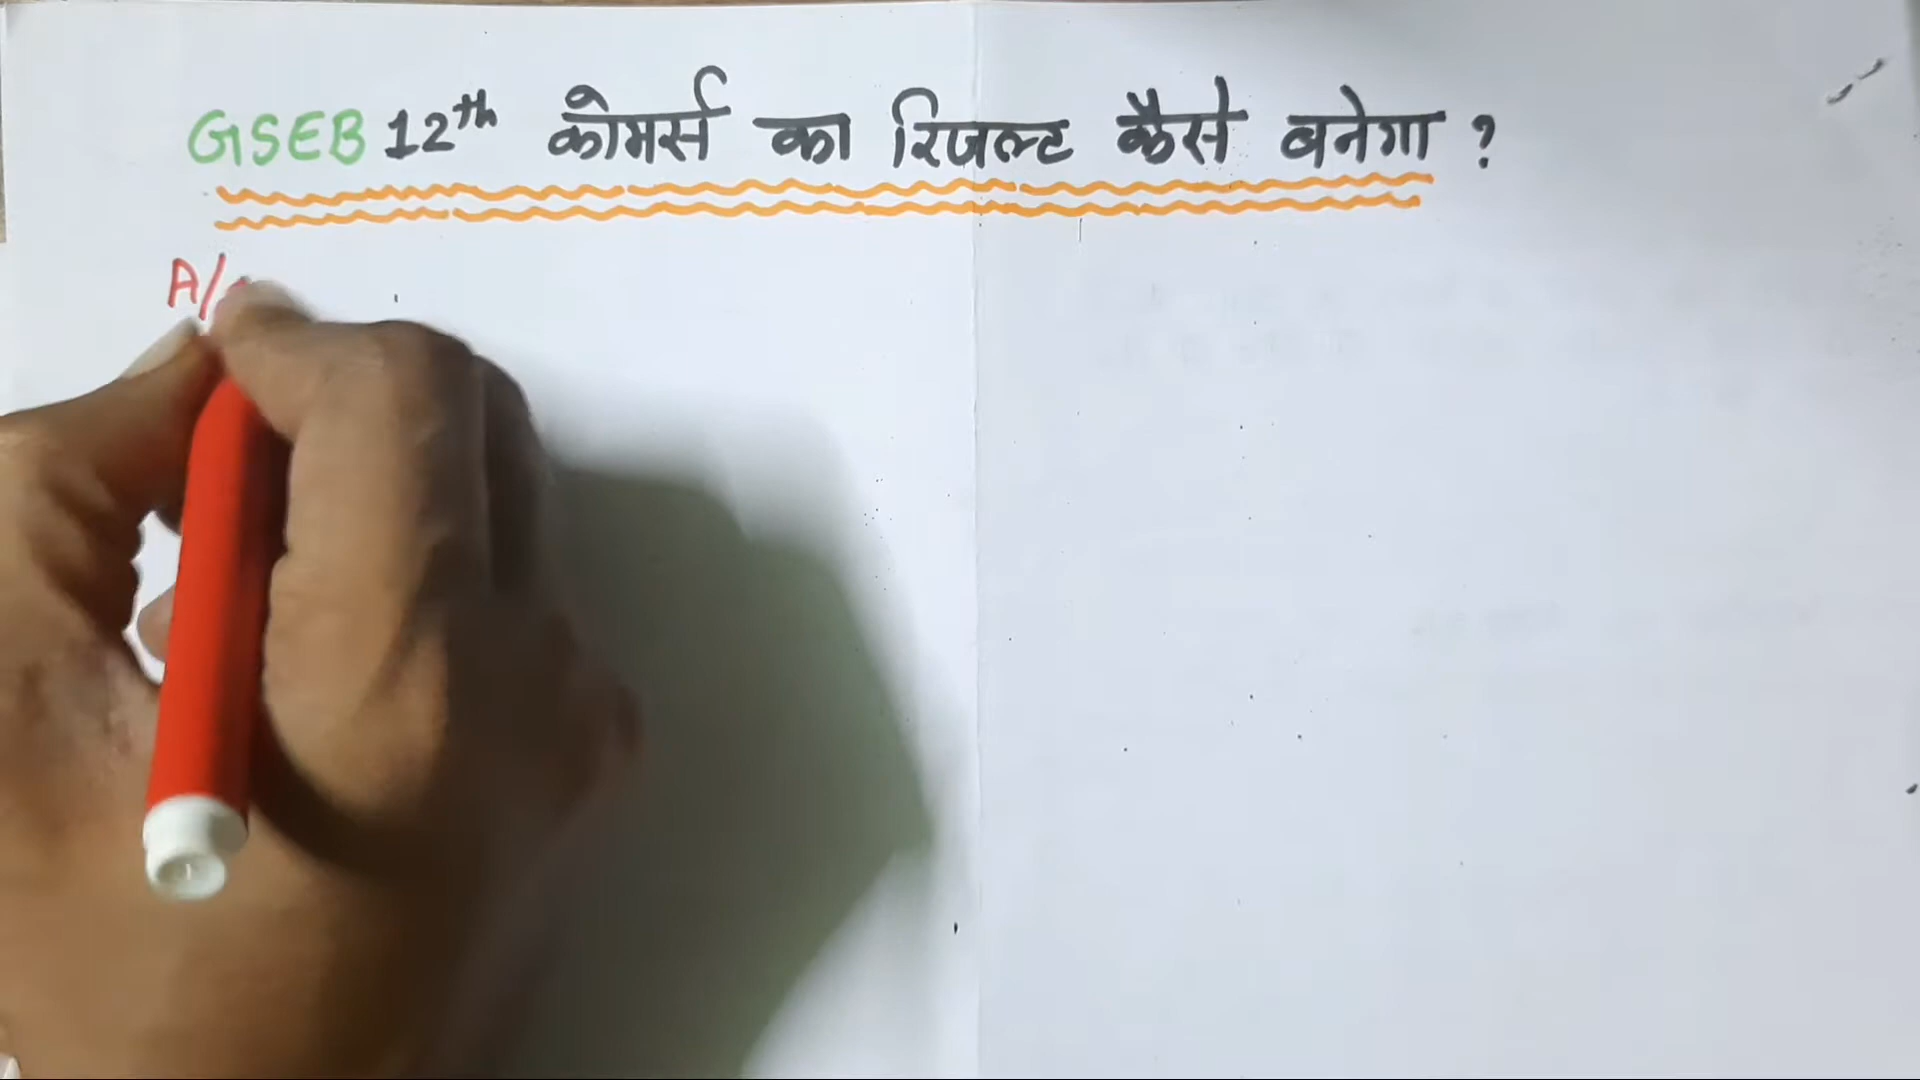 GSEB 12th कोमर्स का रिजल्ट कैसे बनेगा ?
A/